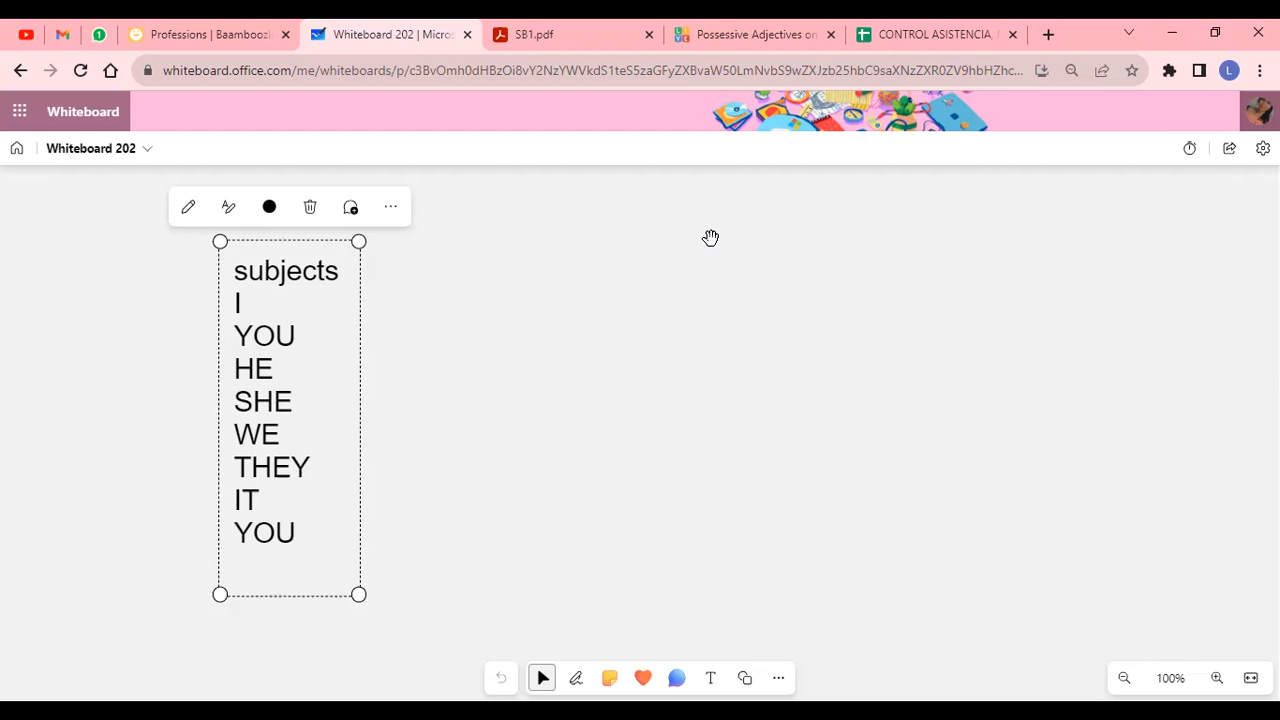 Professions | Baamboozl
Whiteboard 202 | Micros
SB1.pdf
Possessive Adjectives on
CONTROL ASISTENCIA,
whiteboard.office.com/me/whiteboards/p/c3BvOmh0dHBzOi8vY2NzYWVkdS1teS5zaGFyZXBvaW50LmNvbS9wZXJzb25hbC9saXNzZXR0ZV9hbHZhc...
L
Whiteboard
Whiteboard 202
subjects
I
YOU
HE
SHE
WE
THEY
IT
YOU
T
100%